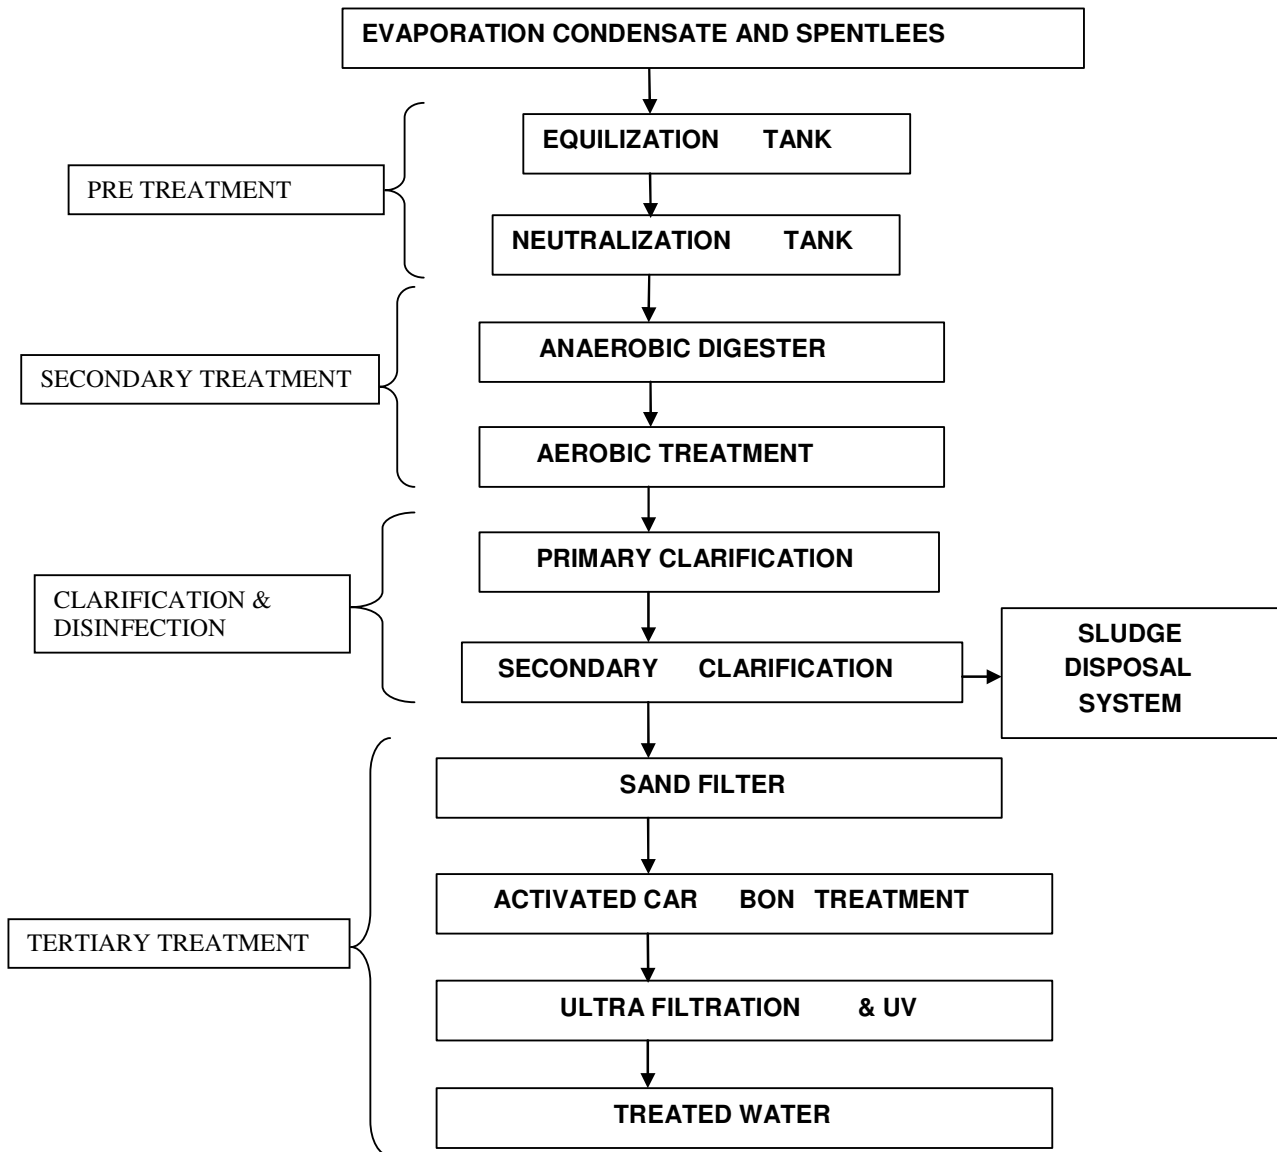 EVAPORATION CONDENSATE AND SPENTLEES
EQUILIZATION TANK
PRE TREATMENT
NEUTRALIZATION TANK
ANAEROBIC DIGESTER
SECONDARY TREATMENT
AEROBIC TREATMENT
PRIMARY CLARIFICATION
CLARIFICATION &
DISINFECTION
SECONDARY CLARIFICATION
SLUDGE
DISPOSAL
SYSTEM
SAND FILTER
ACTIVATED CAR BON TREATMENT
TERTIARY TREATMENT
ULTRA FILTRATION & UV
TREATED WATER